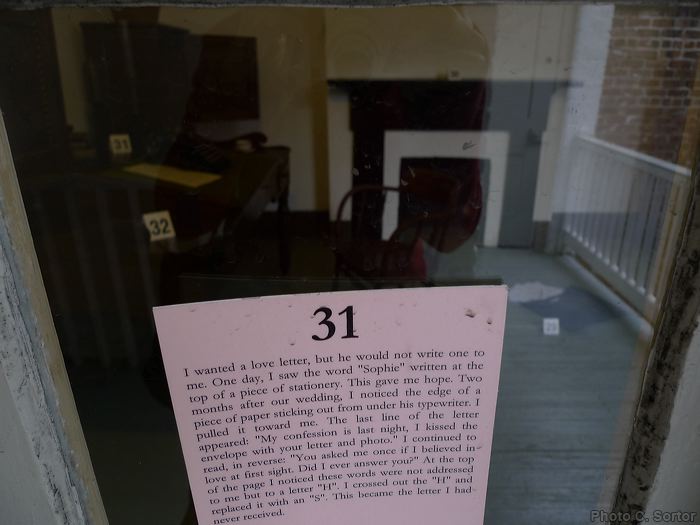 31
32
31
I wanted a love letter, but he would not write one to
me. One day, I saw the word "Sophie" written at the
top of a piece of stationery. This gave me hope. Two
months after our wedding, I noticed the edge of a
piece of paper sticking out from under his typewriter. I
pulled it toward me. The last line of the letter
appeared: "My confession is last night, I kissed the
envelope with your letter and photo." I continued to
read, in reverse: "You asked me once if I believed in
love at first sight. Did I ever answer you?" At the top
of the page I noticed these words were not addressed
to me but to a letter "H". I crossed out the "H" and
replaced it with an "S". This became the letter I had
never received.
Photo C. Sortor